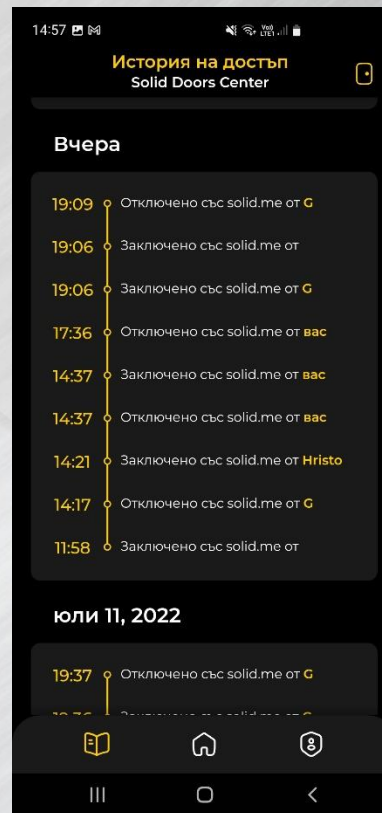 14:57
История на достъп
Solid Doors Center
Вчера
19:09 Отключено със solid.me от G
19:06 Заключено със solid.me от
19:06 Заключено със solid.me от G
17:36 Отключено със solid.me от вас
14:37 Заключено със solid.me от вас
14:37 Отключено със solid.me от вас
14:21 Заключено със solid.me от Hristo
14:17 Отключено със solid.me от G
11:58 Заключено със solid.me от
юли 11, 2022
19:37 Отключено със solid.me от G